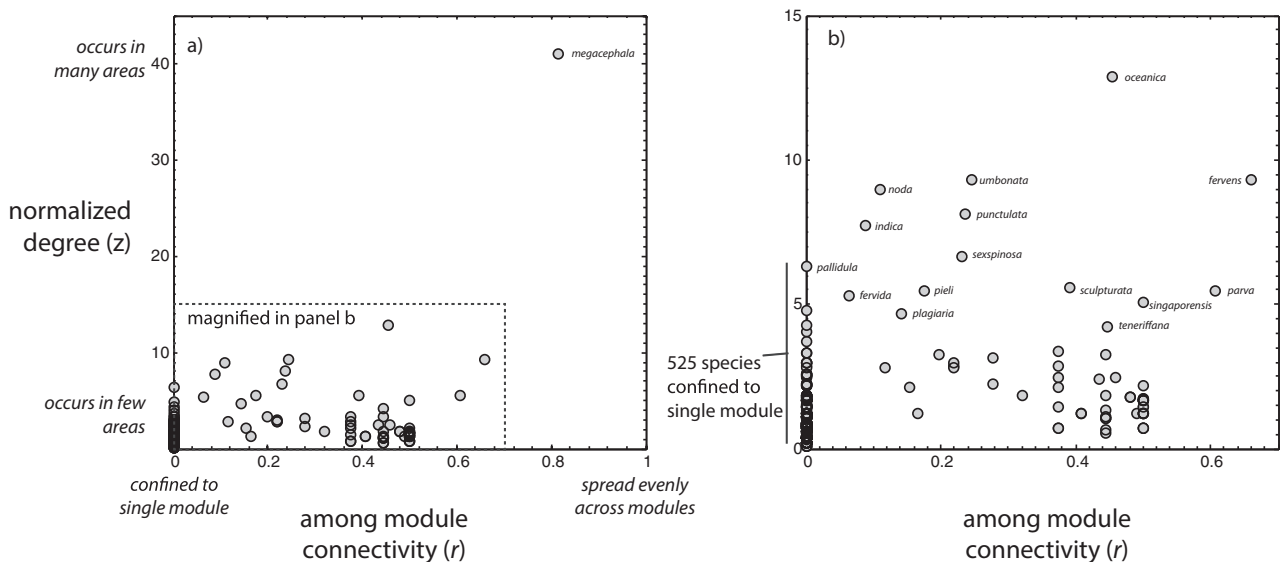 a)
occurs in
many areas
40
megacephala
30
normalized
degree (z)
20
magnified in panel b
10
occurs in few
areas
0
0
0.2
0.4
0.6
0.8
1
confined to
single module
spread evenly
across modules
among module
connectivity (r)
15
b)
oceanica
10
umbonata
fervens
noda
punctulata
indica
sexspinosa
pallidula
fervida
pieli
sculpturata
parva
5
plagiaria
singaporensis
teneriffana
525 species
confined to
single module
0
0
0.2
0.4
0.6
among module
connectivity (r)